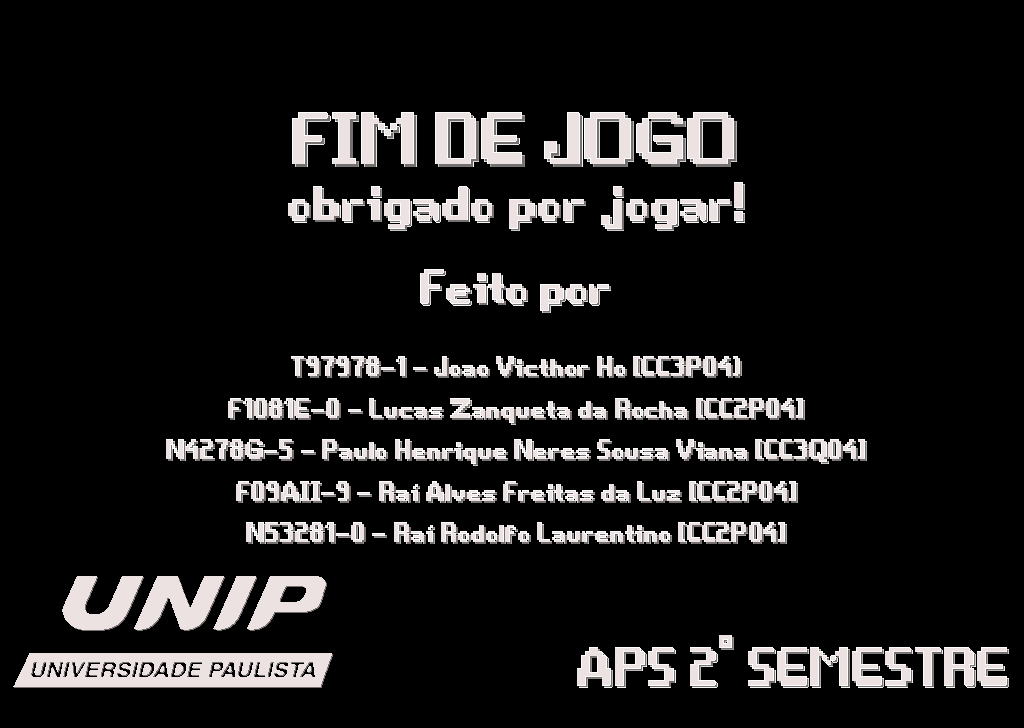 FIM DE JOGO
obrigado por jogar!
Feito por
T97978-1 - Joao Victhor Ho [CC3P04]
F1081E-0 - Lucas Zanqueta da Rocha [CC2P04]
N4278G-5 - Paulo Henrique Neres Sousa Viana [CC3Q04]
F09AII-9 - Raí Alves Freitas da Luz [CC2P04]
N53281-0 - Raí Rodolfo Laurentino [CC2P04]
UNIP
UNIVERSIDADE PAULISTA
APS 2° SEMESTRE